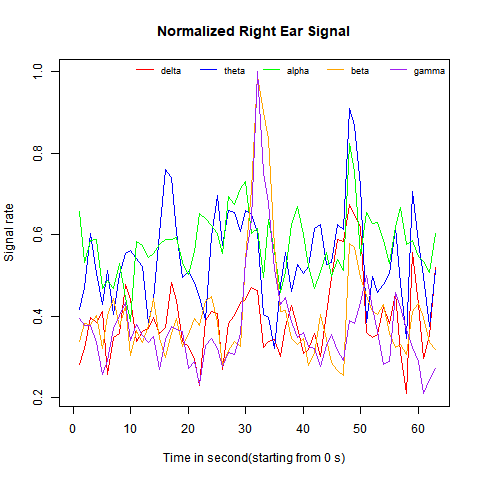 Normalized Right Ear Signal
delta theta alpha beta gamma
Signal rate
1.0
0.8
0.6
0.4
0.2
0 10 20 30 40 50 60
Time in second(starting from 0 s)